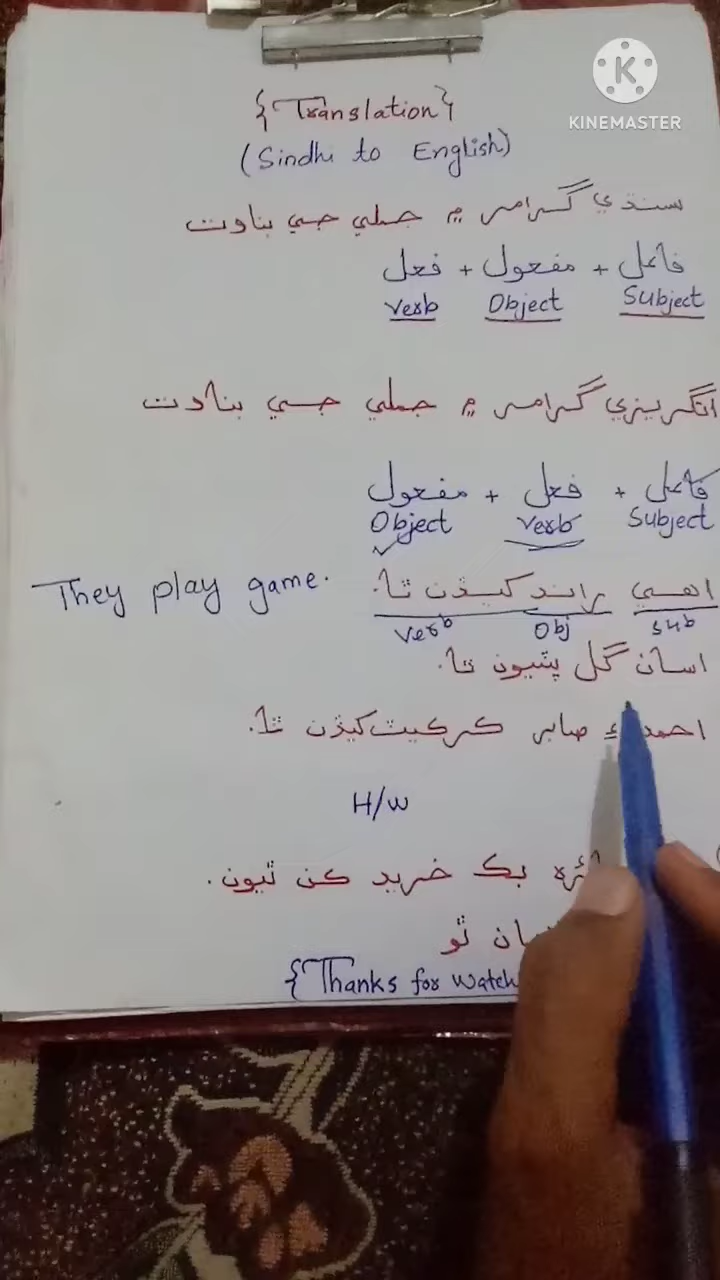 KINEMASTER
{Translation}
(Sindhi to English)
سنڌي گرامر ۾ جملي جي بناوت
فاعل + مفعول + فعل
Subject Object Verb
انگريزي گرامر ۾ جملي جي بناوت
فاعل + فعل + مفعول
Subject Verb Object
اهي راند کيڏن ٿا. They play game.
Sub Obj Verb
اسان گل پٽيون ٿا.
احمد ۽ صابر ڪرڪيٽ کيڏن ٿا.
H/W
بڪ خريد ڪن ٿيون.
ٿو
{Thanks for Watch